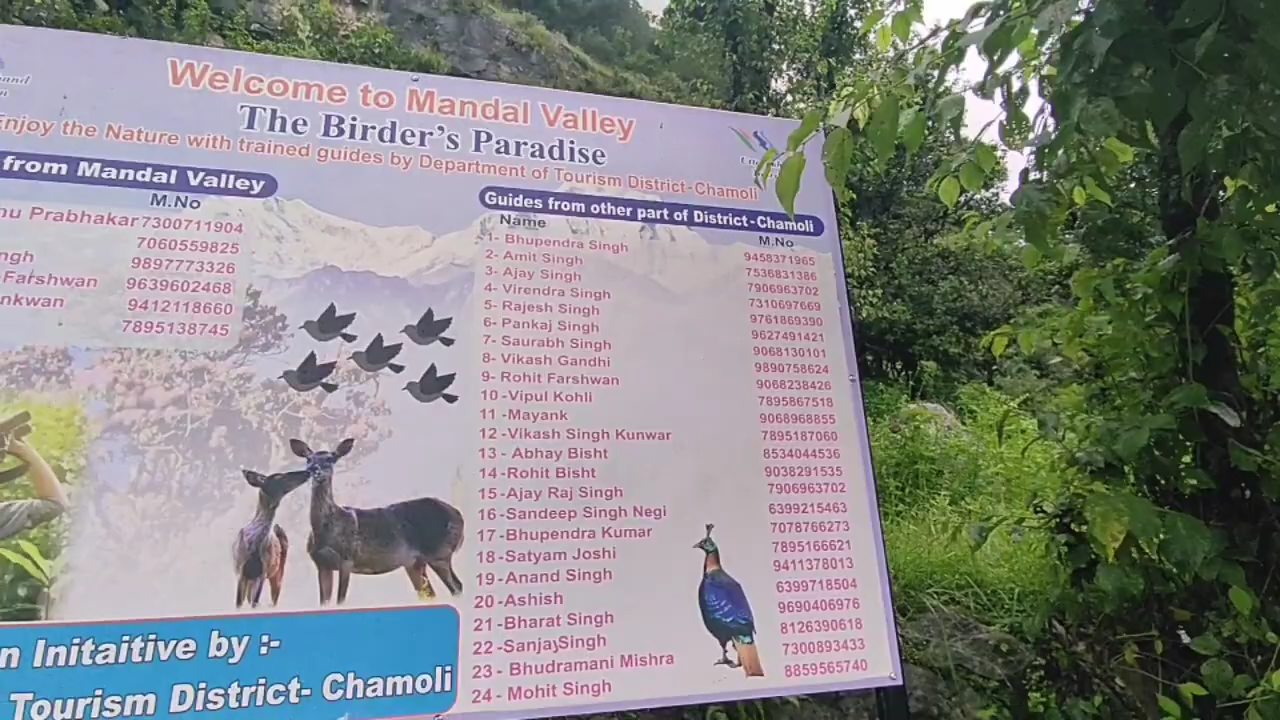 Welcome to Mandal Valley
The Birder's Paradise
Enjoy the Nature with trained guides by Department of Tourism District-Chamoli
from Mandal Valley
M.No
Prabhakar 7300711904
7060559825
9897773326
Farshwan 9639602468
9412118660
7895138745
Guides from other part of District-Chamoli
Name M.No
1- Bhupendra Singh 9458371965
2- Amit Singh 7536831386
3- Ajay Singh 7906963702
4- Virendra Singh 7310697669
5- Rajesh Singh 9761869390
6- Pankaj Singh 9627491421
7- Saurabh Singh 9068130101
8- Vikash Gandhi 9890758624
9- Rohit Farshwan 9068238426
10 -Vipul Kohli 7895867518
11 -Mayank 9068968855
12 -Vikash Singh Kunwar 7895187060
13 - Abhay Bisht 8534044536
14 -Rohit Bisht 9038291535
15 -Ajay Raj Singh 7906963702
16 -Sandeep Singh Negi 6399215463
17 -Bhupendra Kumar 7078766273
18 -Satyam Joshi 7895166621
19 -Anand Singh 9411378013
20 -Ashish 6399718504
21 -Bharat Singh 9690406976
22 -SanjaySingh 8126390618
23 - Bhudramani Mishra 7300893433
24 - Mohit Singh 8859565740
Initaitive by :-
Tourism District- Chamoli